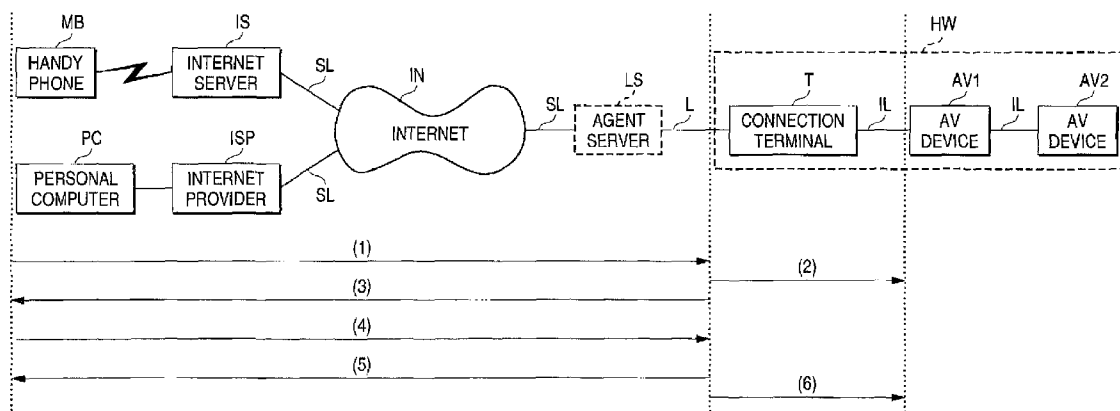 MB
IS
HW
HANDY
PHONE
INTERNET
SERVER
SL
IN
LS
T
AV1
AV2
INTERNET
SL
AGENT
SERVER
L
CONNECTION
TERMINAL
IL
AV
DEVICE
IL
AV
DEVICE
PC
ISP
PERSONAL
COMPUTER
INTERNET
PROVIDER
SL
(1)
(2)
(3)
(4)
(5)
(6)